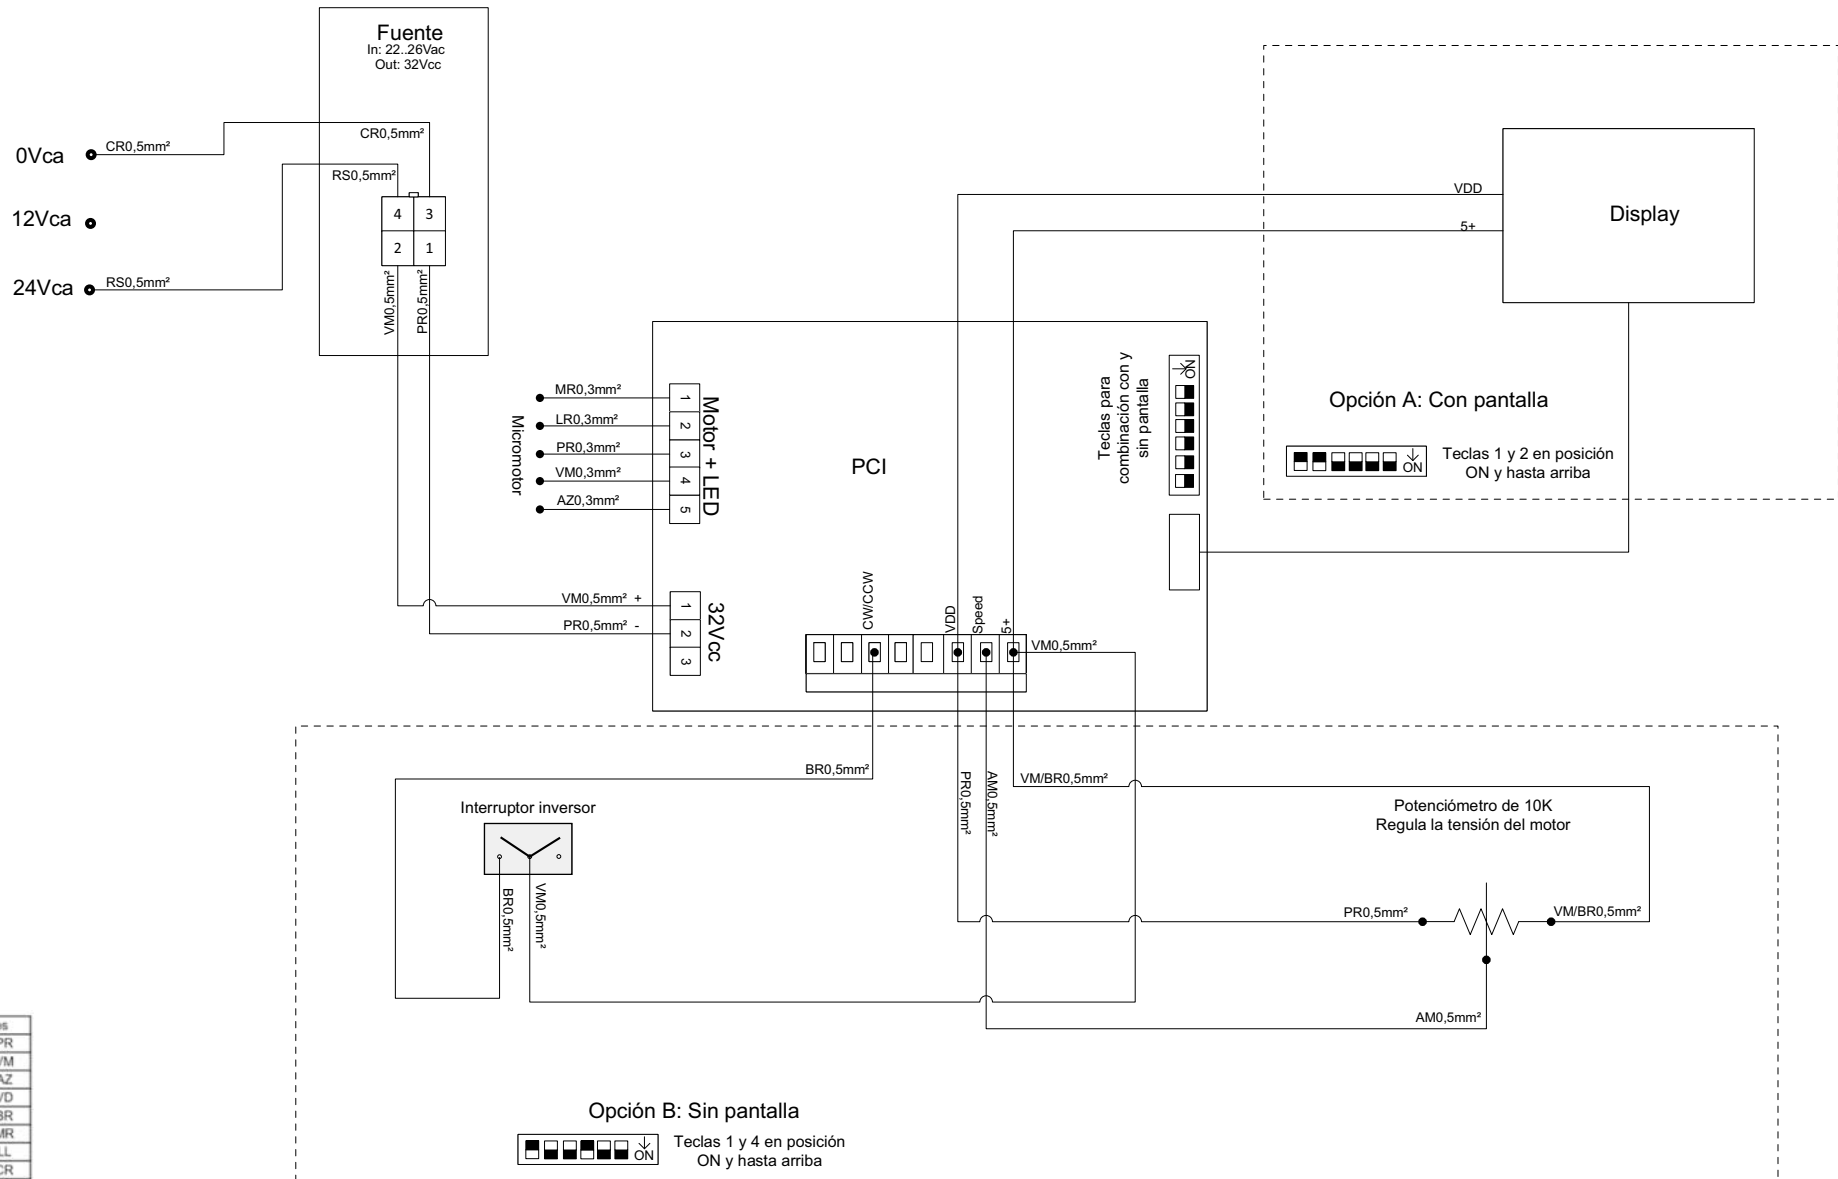 Fuente
In: 22..26Vac
Out: 32Vcc
0Vca
CR0,5mm²
CR0,5mm²
12Vca
24Vca
RS0,5mm²
RS0,5mm²
4 3
2 1
VM0,5mm²
PR0,5mm²
VDD
5+
Display
Opción A: Con pantalla
ON
Teclas 1 y 2 en posición
ON y hasta arriba
Micromotor
MR0,3mm²
LR0,3mm²
PR0,3mm²
VM0,3mm²
AZ0,3mm²
1
2
3
4
5
Motor + LED
PCI
Teclas para
combinación con y
sin pantalla
ON
VM0,5mm² +
PR0,5mm² -
1
2
3
32Vcc
CW/CCW
VDD
Speed
5+
VM0,5mm²
BR0,5mm²
PR0,5mm²
AM0,5mm²
VM/BR0,5mm²
Interruptor inversor
BR0,5mm²
VM0,5mm²
Potenciómetro de 10K
Regula la tensión del motor
PR0,5mm²
VM/BR0,5mm²
AM0,5mm²
Opción B: Sin pantalla
ON
Teclas 1 y 4 en posición
ON y hasta arriba
PR
VM
AZ
VD
BR
MR
LL
CR